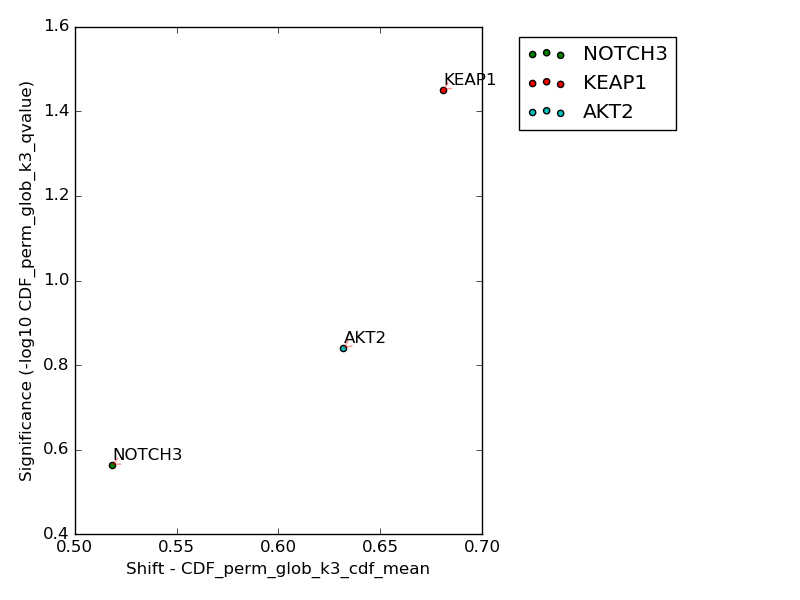 1.6
1.4
1.2
1.0
0.8
0.6
0.4
0.50
0.55
0.60
0.65
0.70
Significance (-log10 CDF_perm_glob_k3_qvalue)
Shift - CDF_perm_glob_k3_cdf_mean
KEAP1
AKT2
NOTCH3
NOTCH3
KEAP1
AKT2